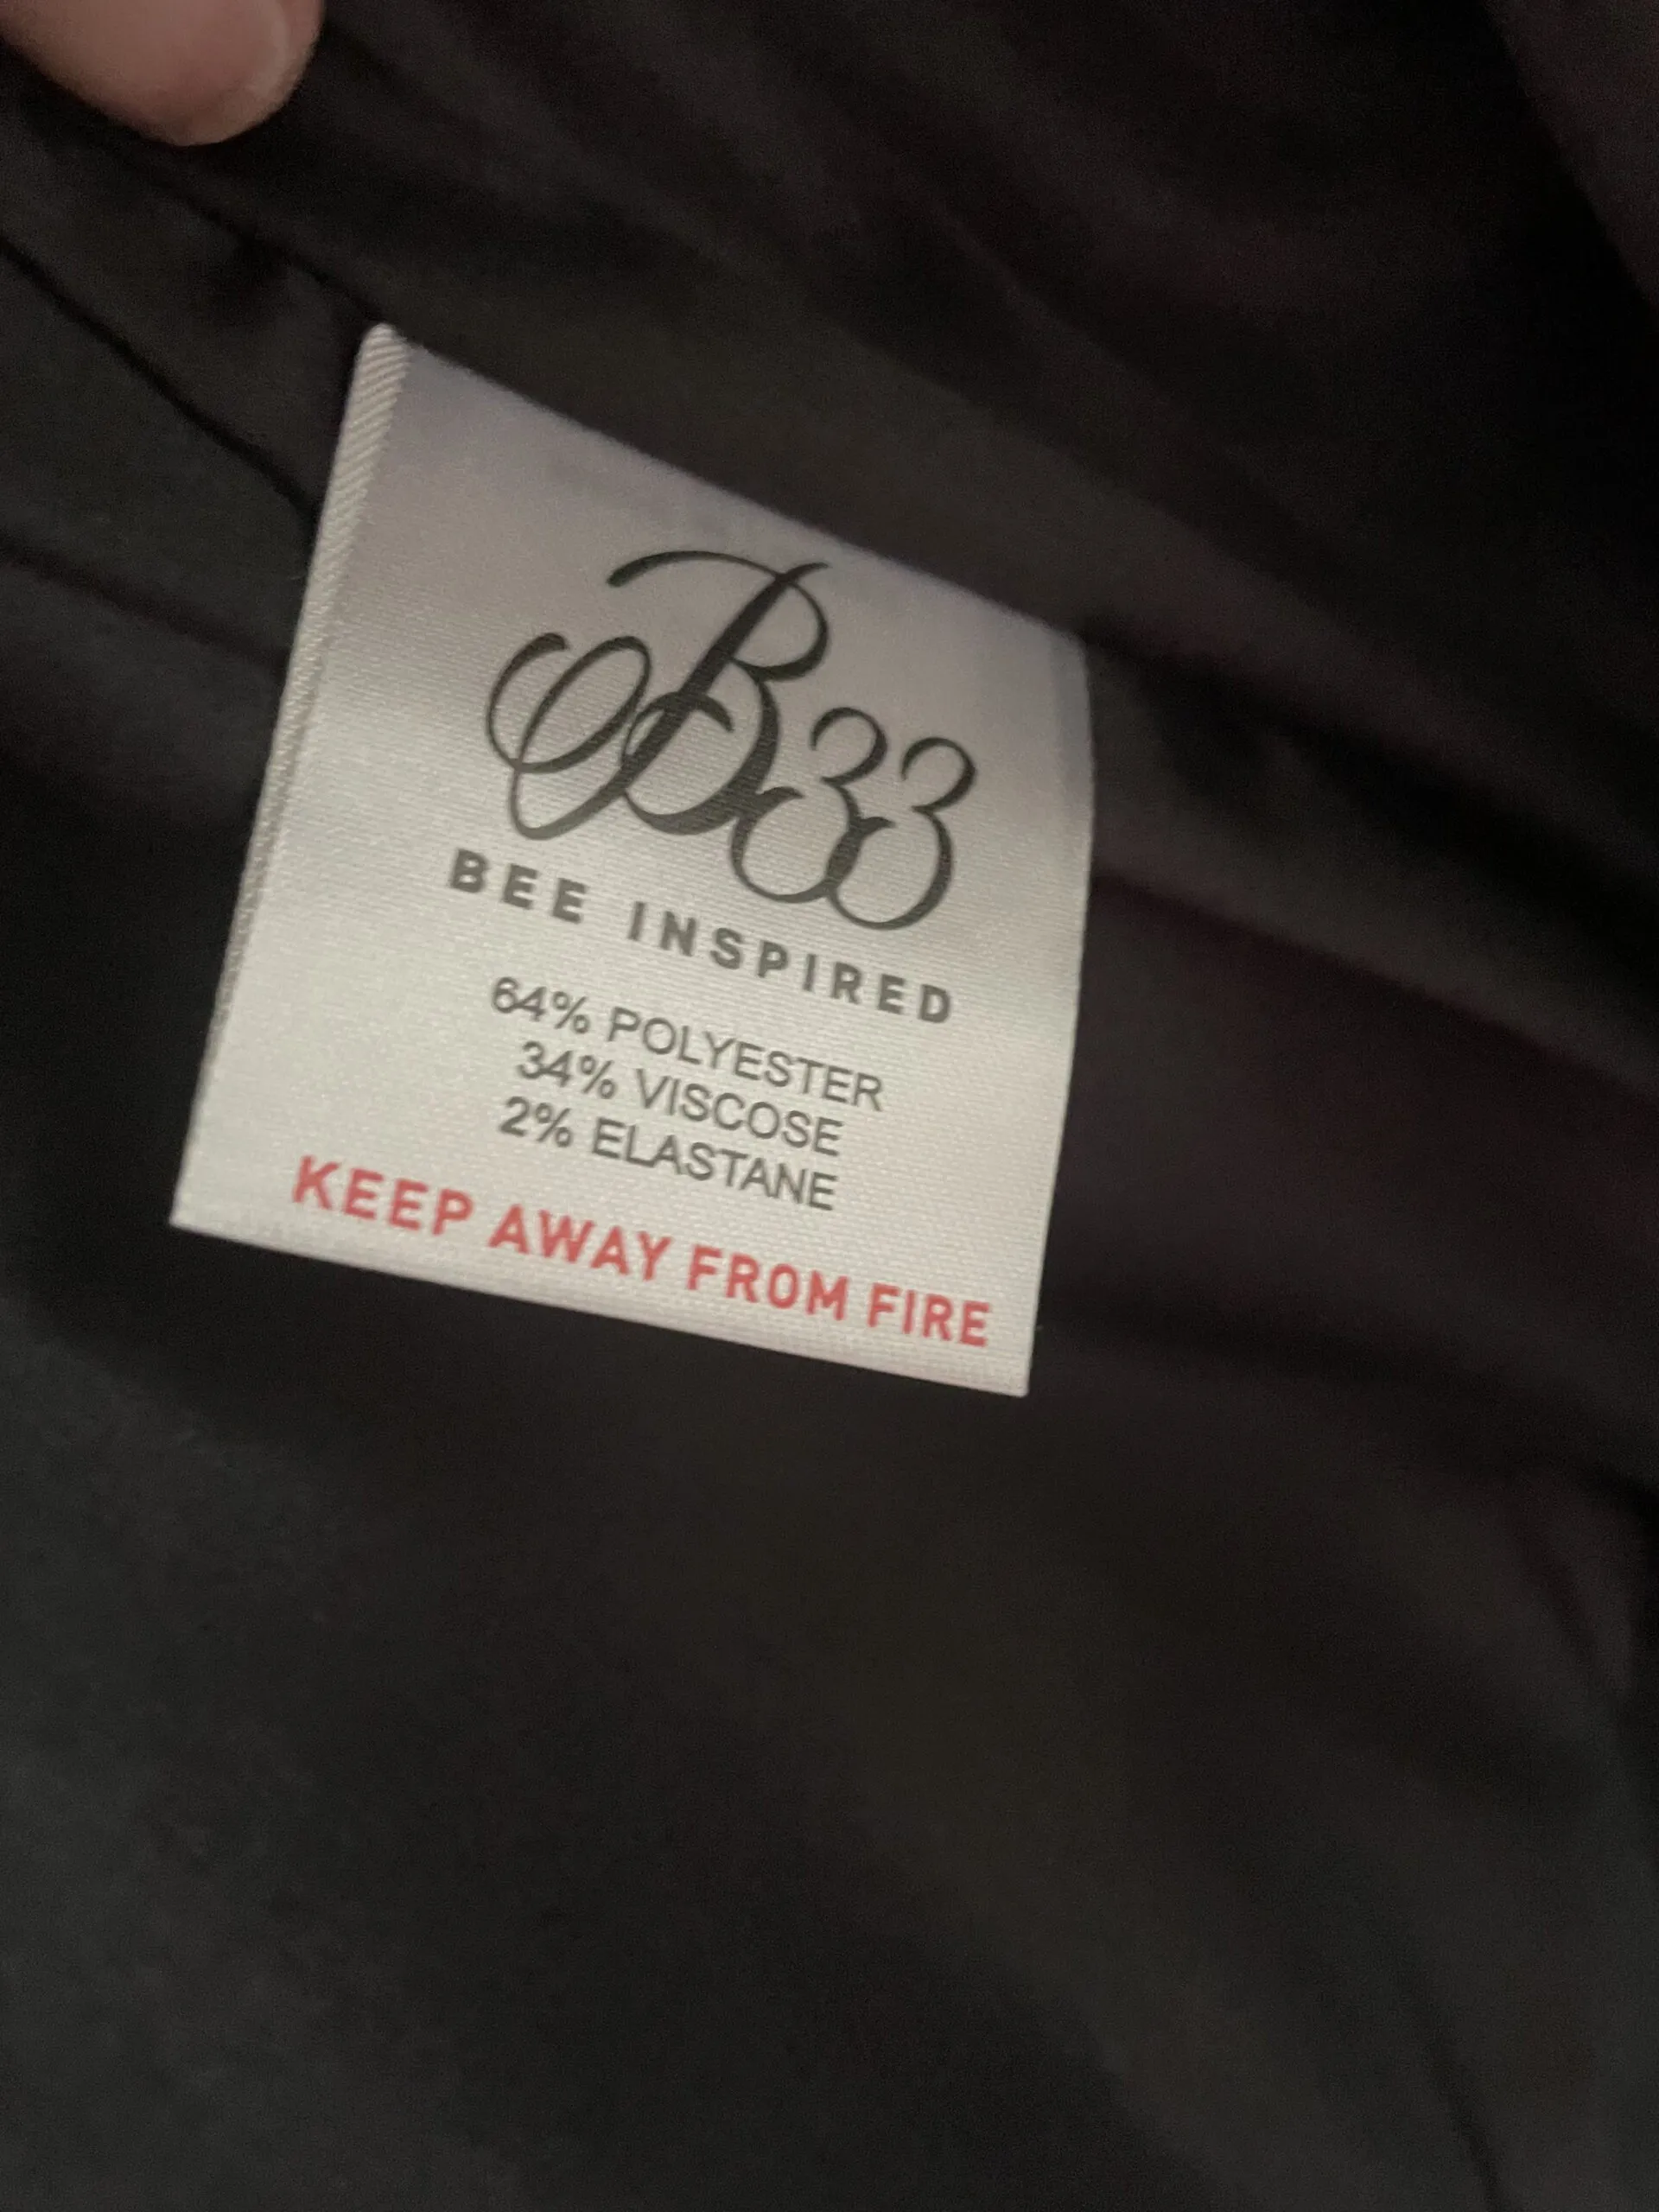 B33
BEE INSPIRED
64% POLYESTER
34% VISCOSE
2% ELASTANE
KEEP AWAY FROM FIRE